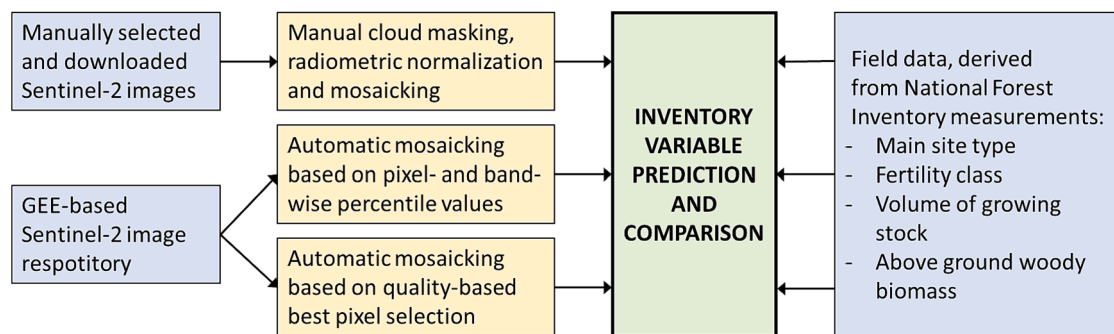 Manually selected
and downloaded
Sentinel-2 images
Manual cloud masking,
radiometric normalization
and mosaicking
GEE-based
Sentinel-2 image
respotitory
Automatic mosaicking
based on pixel- and band-
wise percentile values
Automatic mosaicking
based on quality-based
best pixel selection
INVENTORY
VARIABLE
PREDICTION
AND
COMPARISON
Field data, derived
from National Forest
Inventory measurements:
- Main site type
- Fertility class
- Volume of growing
stock
- Above ground woody
biomass